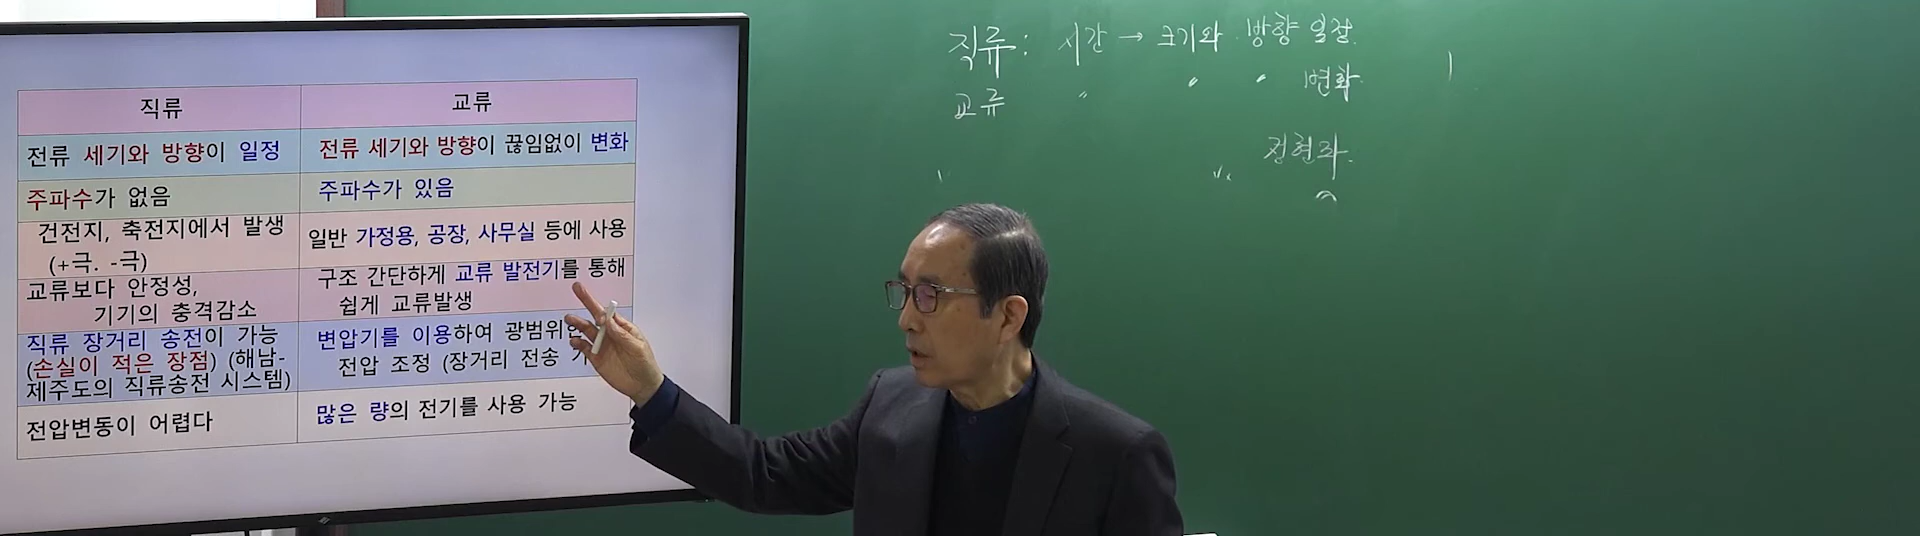 직류
교류
전류 세기와 방향이 일정
전류 세기와 방향이 끊임없이 변화
주파수가 없음
주파수가 있음
건전지, 축전지에서 발생
(+극. -극)
일반 가정용, 공장, 사무실 등에 사용
교류보다 안정성,
기기의 충격감소
구조 간단하게 교류 발전기를 통해
쉽게 교류발생
직류 장거리 송전이 가능
(손실이 적은 장점) (해남-
제주도의 직류송전 시스템)
변압기를 이용하여 광범위한
전압 조정 (장거리 전송
전압변동이 어렵다
많은 량의 전기를 사용 가능
직류 : 시간 → 크기와 방향 일정.
교류 〃 〃 〃 변화.
정현파.